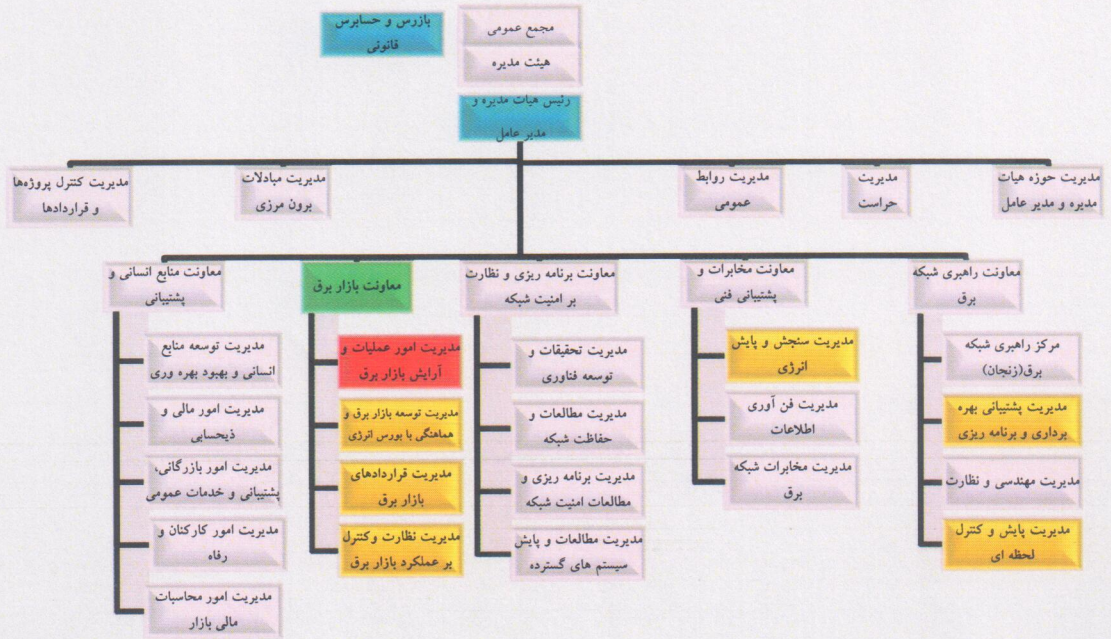 بازرس و حسابرس
قانونی
مجمع عمومی
هیئت مدیره
رئیس هیات مدیره و
مدیر عامل
مدیریت حوزه هیات
مدیره و مدیر عامل
مدیریت
حراست
مدیریت روابط
عمومی
مدیریت مبادلات
برون مرزی
مدیریت کنترل پروژه‌ها
و قراردادها
معاونت راهبری شبکه
برق
مرکز راهبری شبکه
برق(زنجان)
مدیریت پشتیبانی بهره
برداری و برنامه ریزی
مدیریت مهندسی و نظارت
مدیریت پایش و کنترل
لحظه ای
معاونت مخابرات و
پشتیبانی فنی
مدیریت سنجش و پایش
انرژی
مدیریت فن آوری
اطلاعات
مدیریت مخابرات شبکه
برق
معاونت برنامه ریزی و نظارت
بر امنیت شبکه
مدیریت تحقیقات و
توسعه فناوری
مدیریت مطالعات و
حفاظت شبکه
مدیریت برنامه ریزی و
مطالعات امنیت شبکه
مدیریت مطالعات و پایش
سیستم های گسترده
معاونت بازار برق
مدیریت امور عملیات و
آرایش بازار برق
مدیریت توسعه بازار برق و
هماهنگی با بورس انرژی
مدیریت قراردادهای
بازار برق
مدیریت نظارت وکنترل
بر عملکرد بازار برق
معاونت منابع انسانی و
پشتیبانی
مدیریت توسعه منابع
انسانی و بهبود بهره وری
مدیریت امور مالی و
ذیحسابی
مدیریت امور بازرگانی،
پشتیبانی و خدمات عمومی
مدیریت امور کارکنان و
رفاه
مدیریت امور محاسبات
مالی بازار